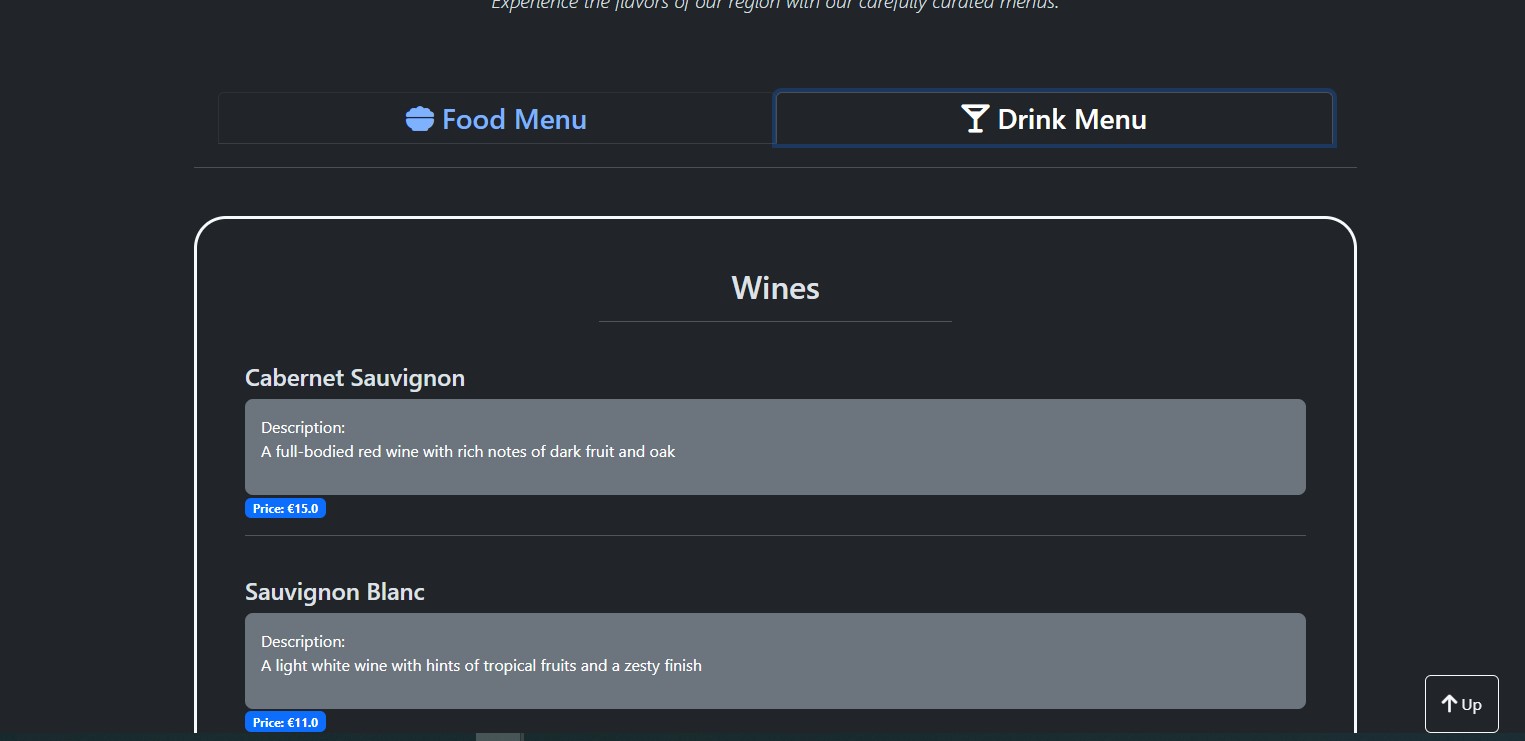 Experience the flavors of our region with our carefully curated menus.
Food Menu
Drink Menu
Wines
Cabernet Sauvignon
Description:
A full-bodied red wine with rich notes of dark fruit and oak
Price: €15.0
Sauvignon Blanc
Description:
A light white wine with hints of tropical fruits and a zesty finish
Price: €11.0
Up